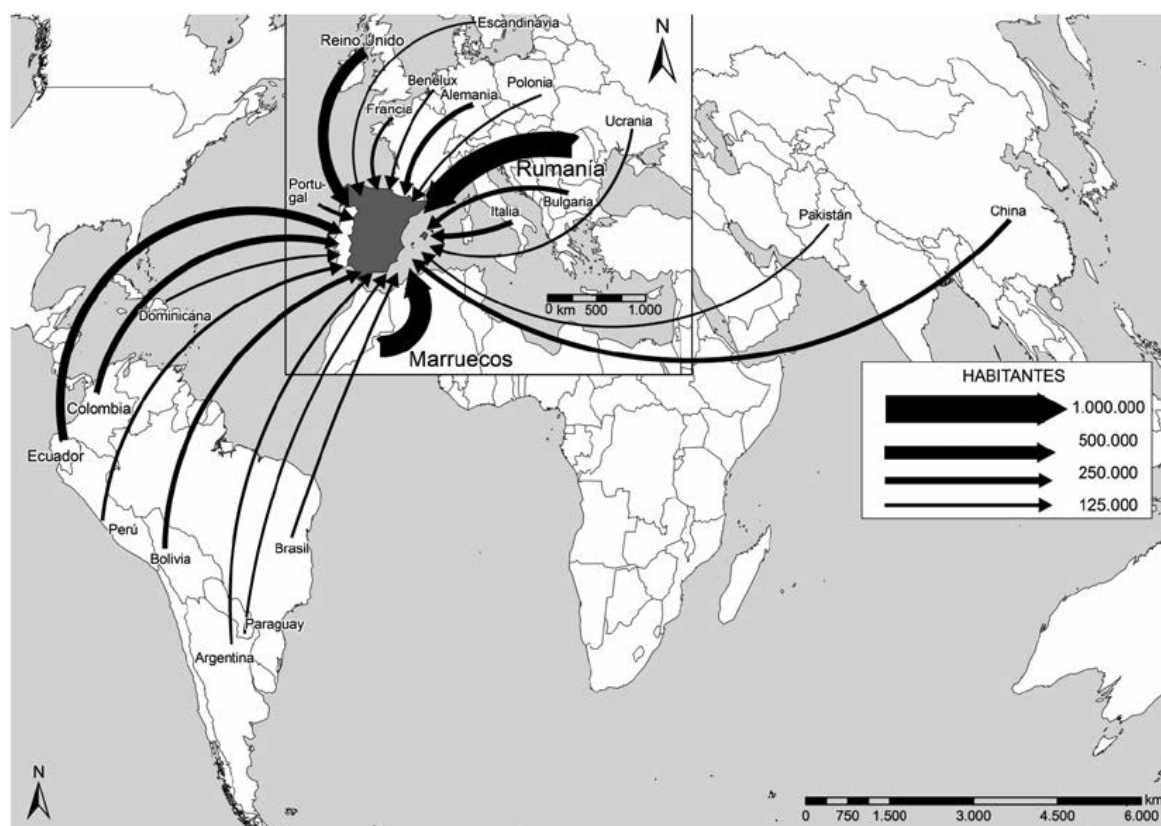 Escandinavia
N
Reino Unido
Benelux
Polonia
Alemania
Francia
Ucrania
Rumanía
Portu-
gal
Bulgaria
Italia
Pakistán
China
0 km 500 1.000
Dominicana
Marruecos
HABITANTES
1.000.000
500.000
250.000
125.000
Colombia
Ecuador
Perú
Bolivia
Brasil
Paraguay
Argentina
N
km
0 750 1.500 3.000 4.500 6.000